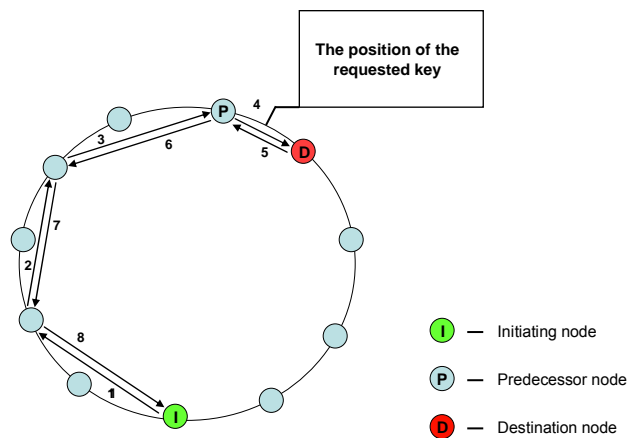 The position of the
requested key
P
4
3
6
5
D
7
2
8
1
I
I — Initiating node
P — Predecessor node
D — Destination node